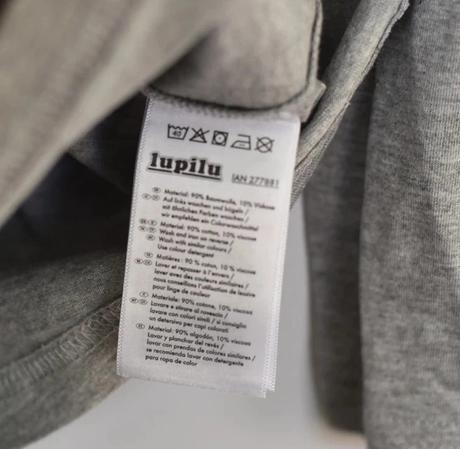 40
lupilu
IAN 277881
Material: 90% Baumwolle, 10% Viskose
Auf links waschen und bügeln /
mit ähnlichen Farben waschen /
wir empfehlen ein Colorwaschmittel
Material: 90% cotton, 10% viscose
Wash and iron on reverse /
Wash with similar colours /
Use colour detergent
Matières: 90 % coton, 10 % viscose
Laver et repasser à l'envers /
laver avec des couleurs similaires /
nous conseillons l'utilisation de lessive
pour linge de couleur
Materiale: 90% cotone, 10% viscosa
Lavare e stirare al rovescio /
lavare con colori simili / si consiglia
un detersivo per capi colorati
Material: 90% algodón, 10% viscosa
Lavar y planchar del revés /
lavar con prendas de colores similares /
se recomienda lavar con detergente
para ropa de color